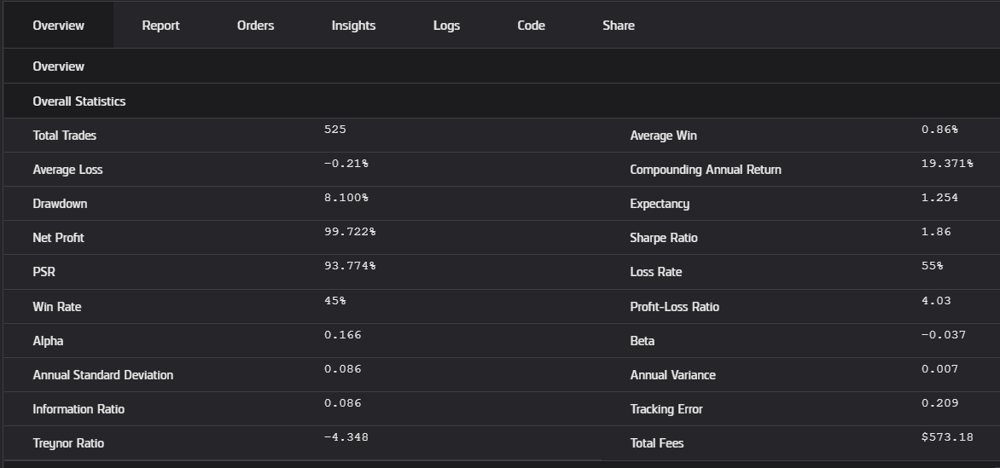 Overview Report Orders Insights Logs Code Share
Overview
Overall Statistics
Total Trades 525 Average Win 0.86%
Average Loss -0.21% Compounding Annual Return 19.371%
Drawdown 8.100% Expectancy 1.254
Net Profit 99.722% Sharpe Ratio 1.86
PSR 93.774% Loss Rate 55%
Win Rate 45% Profit-Loss Ratio 4.03
Alpha 0.166 Beta -0.037
Annual Standard Deviation 0.086 Annual Variance 0.007
Information Ratio 0.086 Tracking Error 0.209
Treynor Ratio -4.348 Total Fees $573.18